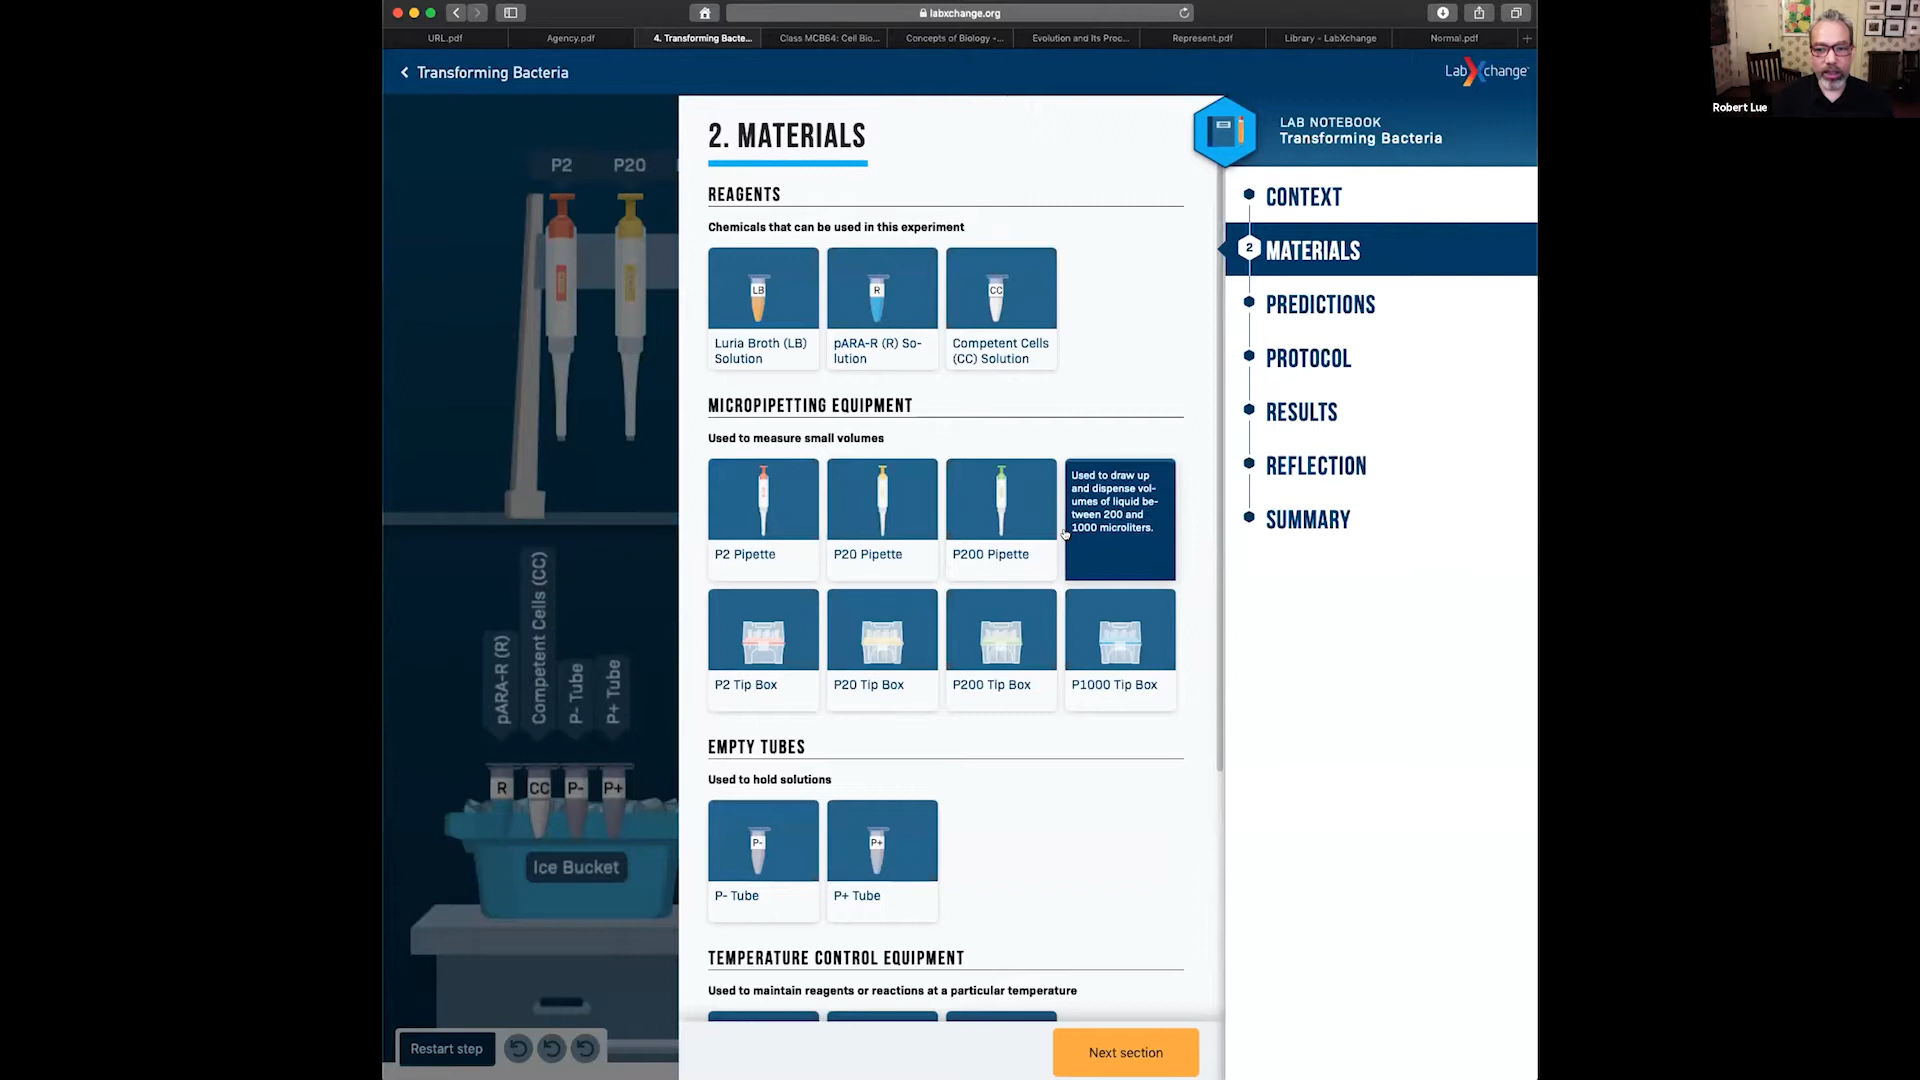 labxchange.org
URL.pdf
Agency.pdf
4. Transforming Bacte...
Class MCB64: Cell Bio...
Concepts of Biology -...
Evolution and Its Proc...
Represent.pdf
Library - LabXchange
Normal.pdf
Transforming Bacteria
LabXchange
Robert Lue
P2
P20
pARA-R (R)
Competent Cells (CC)
P- Tube
P+ Tube
R
CC
P-
P+
Ice Bucket
Restart step
2. MATERIALS
REAGENTS
Chemicals that can be used in this experiment
LB
R
CC
Luria Broth (LB)
Solution
pARA-R (R) So-
lution
Competent Cells
(CC) Solution
MICROPIPETTING EQUIPMENT
Used to measure small volumes
P2 Pipette
P20 Pipette
P200 Pipette
Used to draw up
and dispense vol-
umes of liquid be-
tween 200 and
1000 microliters.
P2 Tip Box
P20 Tip Box
P200 Tip Box
P1000 Tip Box
EMPTY TUBES
Used to hold solutions
P-
P+
P- Tube
P+ Tube
TEMPERATURE CONTROL EQUIPMENT
Used to maintain reagents or reactions at a particular temperature
Next section
LAB NOTEBOOK
Transforming Bacteria
CONTEXT
2
MATERIALS
PREDICTIONS
PROTOCOL
RESULTS
REFLECTION
SUMMARY